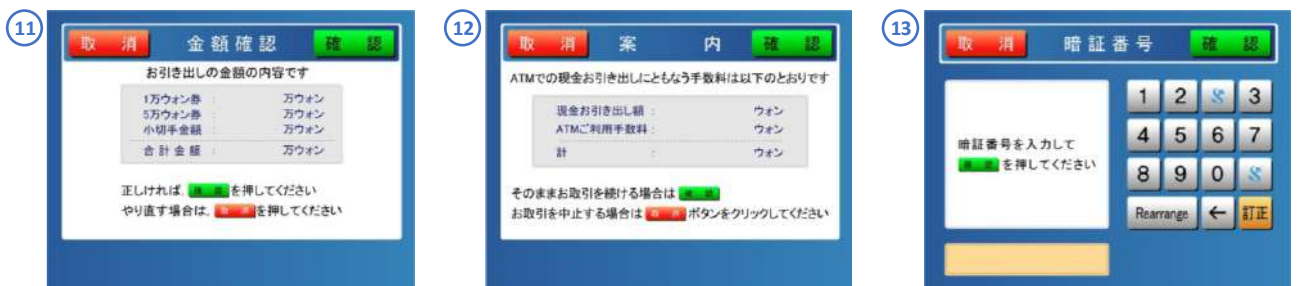 11
取 消 金額確認 確 認
お引き出しの金額の内容です
1万ウォン券 : 万ウォン
5万ウォン券 : 万ウォン
小切手金額 : 万ウォン
合計金額 : 万ウォン
正しければ, 確 認 を押してください
やり直す場合は, 取 消 を押してください
12
取 消 案 内 確 認
ATMでの現金お引き出しにともなう手数料は以下のとおりです
現金お引き出し額 : ウォン
ATMご利用手数料 : ウォン
計 : ウォン
そのままお取引を続ける場合は 確 認
お取引を中止する場合は 取 消 ボタンをクリックしてください
13
取 消 暗証番号 確 認
暗証番号を入力して
確 認 を押してください
1 2 3
4 5 6 7
8 9 0
Rearrange ← 訂正